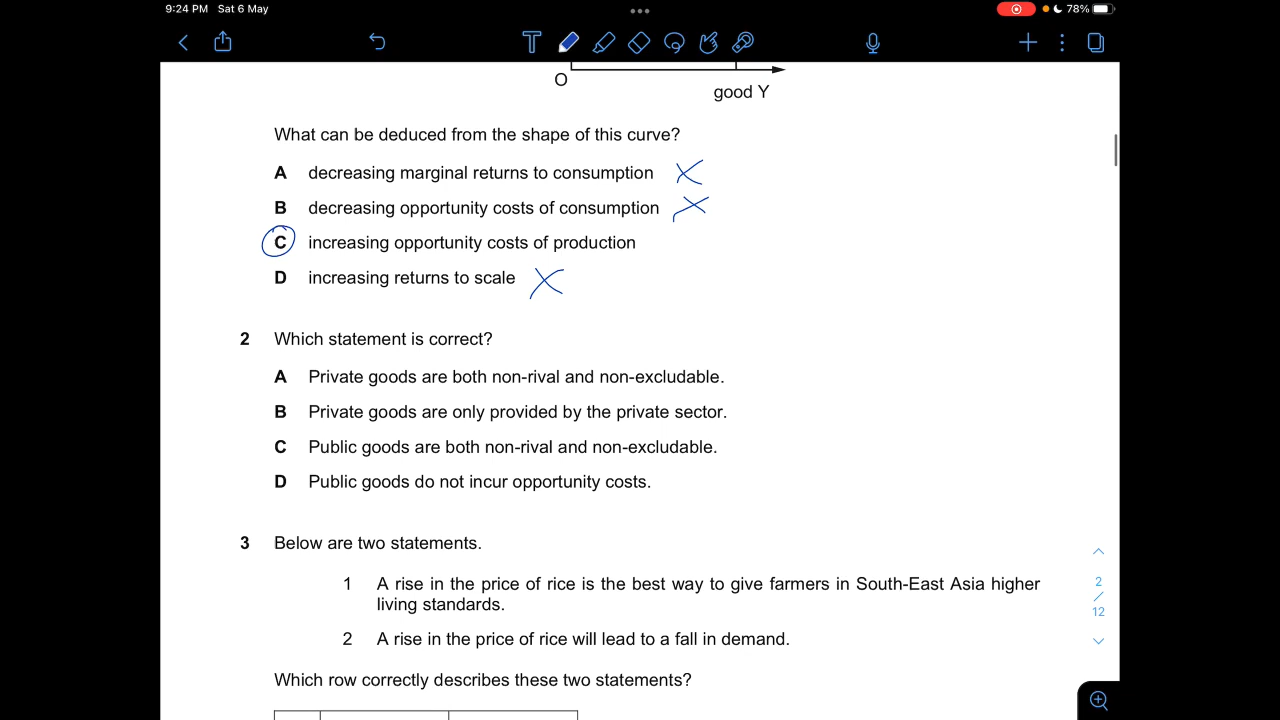 9:24 PM Sat 6 May
78%
O
good Y
What can be deduced from the shape of this curve?
A decreasing marginal returns to consumption
B decreasing opportunity costs of consumption
C increasing opportunity costs of production
D increasing returns to scale
2 Which statement is correct?
A Private goods are both non-rival and non-excludable.
B Private goods are only provided by the private sector.
C Public goods are both non-rival and non-excludable.
D Public goods do not incur opportunity costs.
3 Below are two statements.
1 A rise in the price of rice is the best way to give farmers in South-East Asia higher
living standards.
2 A rise in the price of rice will lead to a fall in demand.
Which row correctly describes these two statements?
2
/
12